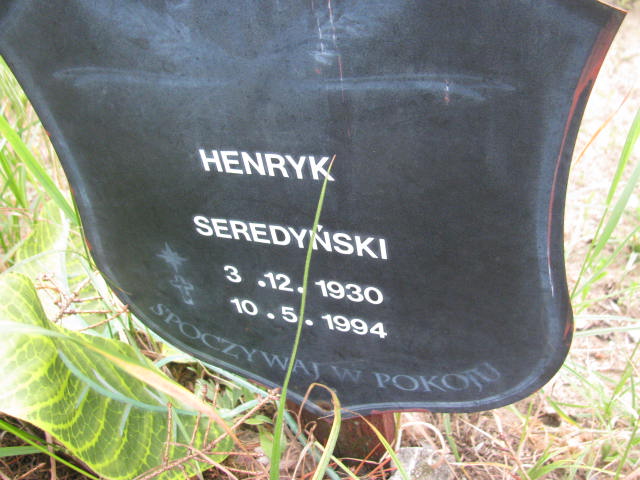 HENRYK
SEREDYŃSKI
3 .12. 1930
10.5. 1994
SPOCZYWAJ W POKOJU